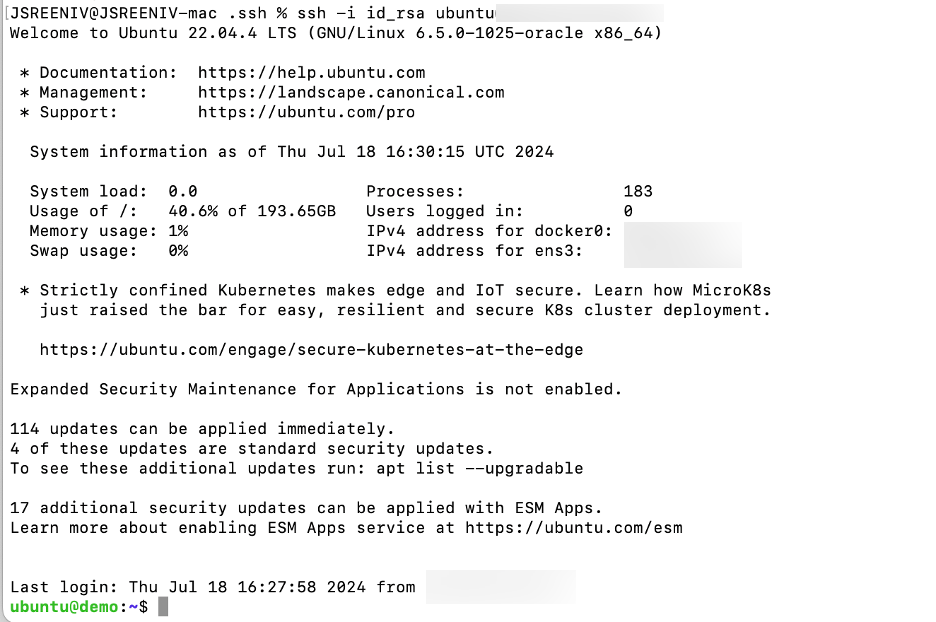 [JSREENIV@JSREENIV-mac .ssh % ssh -i id_rsa ubuntu
Welcome to Ubuntu 22.04.4 LTS (GNU/Linux 6.5.0-1025-oracle x86_64)
* Documentation:  https://help.ubuntu.com
* Management:     https://landscape.canonical.com
* Support:        https://ubuntu.com/pro
System information as of Thu Jul 18 16:30:15 UTC 2024
System load:  0.0                 Processes:                183
Usage of /:   40.6% of 193.65GB   Users logged in:          0
Memory usage: 1%                  IPv4 address for docker0:
Swap usage:   0%                  IPv4 address for ens3:
* Strictly confined Kubernetes makes edge and IoT secure. Learn how MicroK8s
just raised the bar for easy, resilient and secure K8s cluster deployment.
https://ubuntu.com/engage/secure-kubernetes-at-the-edge
Expanded Security Maintenance for Applications is not enabled.
114 updates can be applied immediately.
4 of these updates are standard security updates.
To see these additional updates run: apt list --upgradable
17 additional security updates can be applied with ESM Apps.
Learn more about enabling ESM Apps service at https://ubuntu.com/esm
Last login: Thu Jul 18 16:27:58 2024 from
ubuntu@demo:~$